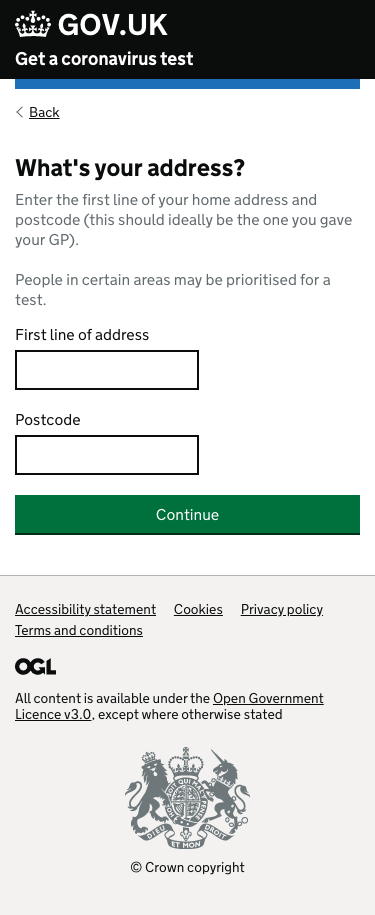 GOV.UK
Get a coronavirus test
Back
What's your address?
Enter the first line of your home address and
postcode (this should ideally be the one you gave
your GP).
People in certain areas may be prioritised for a
test.
First line of address
Postcode
Continue
Accessibility statement Cookies Privacy policy
Terms and conditions
OGL
All content is available under the Open Government
Licence v3.0, except where otherwise stated
DIEU ET MON DROIT
© Crown copyright